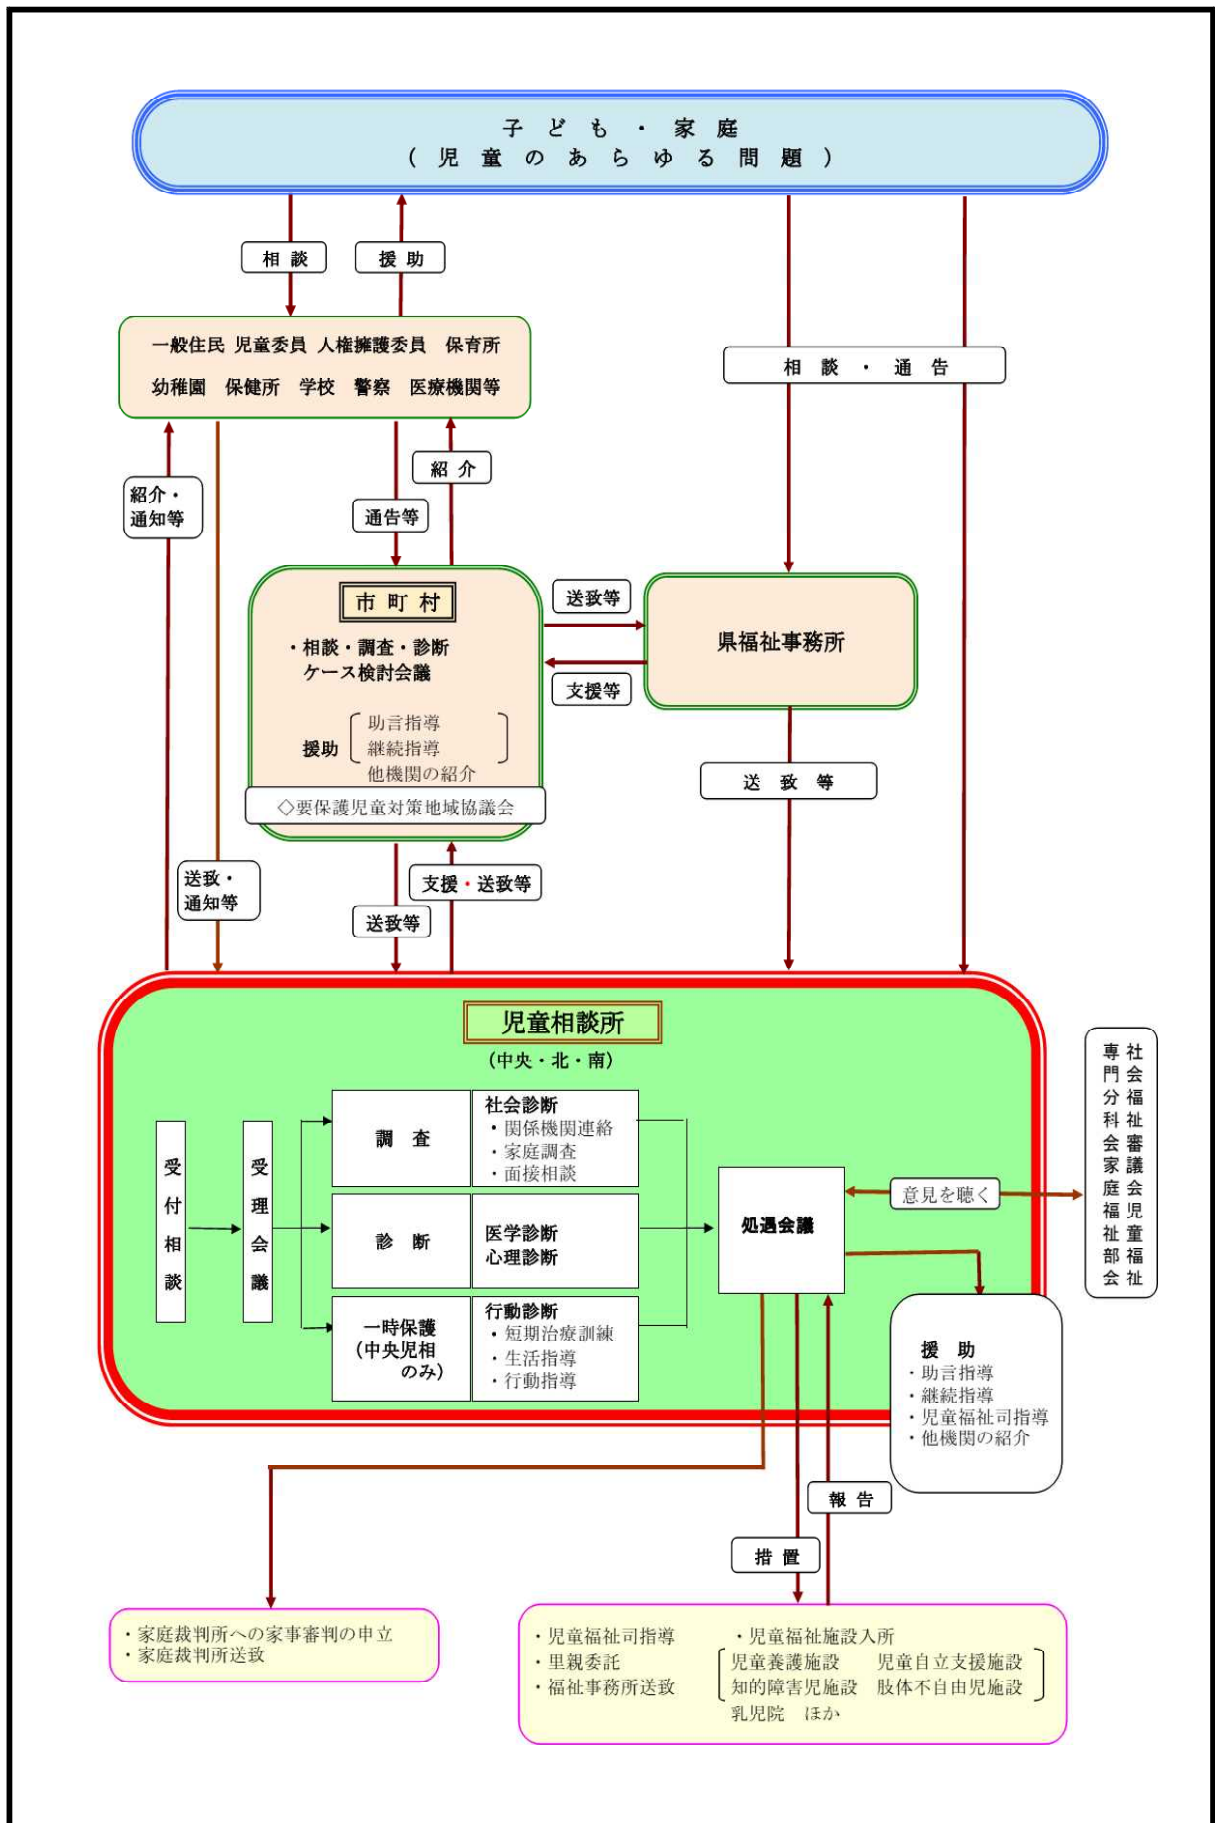 子ども・家庭
(児童のあらゆる問題)
相談
援助
一般住民 児童委員 人権擁護委員 保育所
幼稚園 保健所 学校 警察 医療機関等
相談・通告
紹介・
通知等
通告等
紹介
市町村
・相談・調査・診断
ケース検討会議
援助
助言指導
継続指導
他機関の紹介
◇要保護児童対策地域協議会
送致等
支援等
県福祉事務所
送致等
送致・
通知等
送致等
支援・送致等
児童相談所
(中央・北・南)
受付相談
受理会議
調査
社会診断
・関係機関連絡
・家庭調査
・面接相談
診断
医学診断
心理診断
一時保護
(中央児相
のみ)
行動診断
・短期治療訓練
・生活指導
・行動指導
処遇会議
意見を聴く
社会福祉審議会児童福祉
専門分科会家庭福祉部会
援助
・助言指導
・継続指導
・児童福祉司指導
・他機関の紹介
報告
措置
・家庭裁判所への家事審判の申立
・家庭裁判所送致
・児童福祉司指導 ・児童福祉施設入所
・里親委託 児童養護施設 児童自立支援施設
・福祉事務所送致 知的障害児施設 肢体不自由児施設
乳児院 ほか